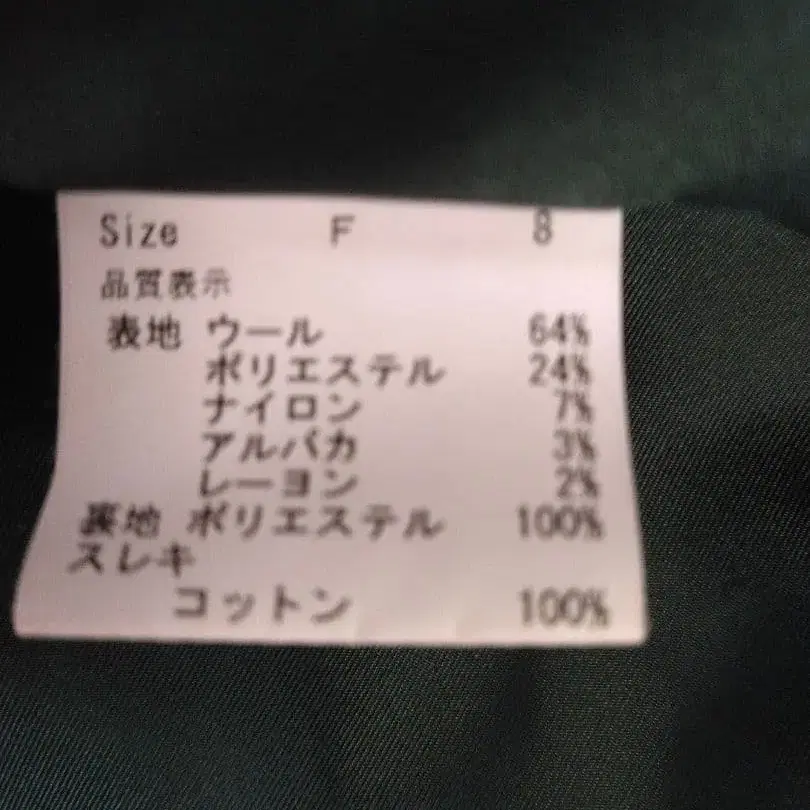 Size F 8
品質表示
表地 ウール 64%
ポリエステル 24%
ナイロン 7%
アルパカ 3%
レーヨン 2%
裏地 ポリエステル 100%
スレキ
コットン 100%